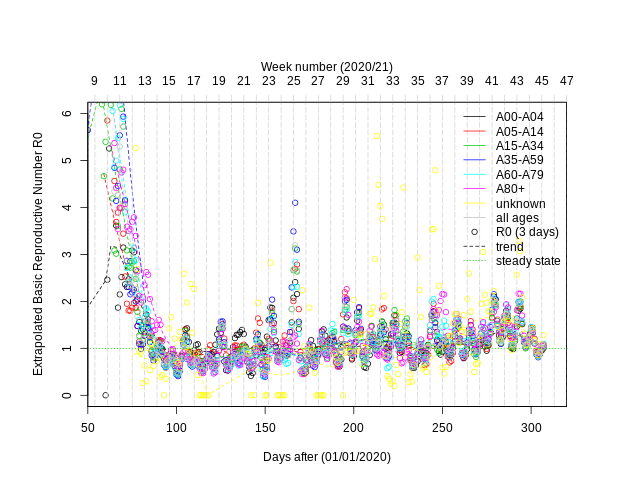 Week number (2020/21)
9 11 13 15 17 19 21 23 25 27 29 31 33 35 37 39 41 43 45 47
Extrapolated Basic Reproductive Number R0
6
5
4
3
2
1
0
A00-A04
A05-A14
A15-A34
A35-A59
A60-A79
A80+
unknown
all ages
R0 (3 days)
trend
steady state
50 100 150 200 250 300
Days after (01/01/2020)